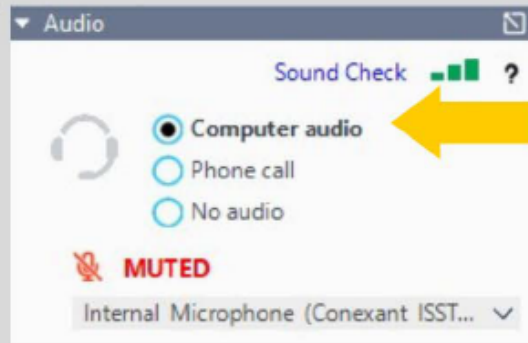 Audio
Sound Check ?
Computer audio
Phone call
No audio
MUTED
Internal Microphone (Conexant ISST...